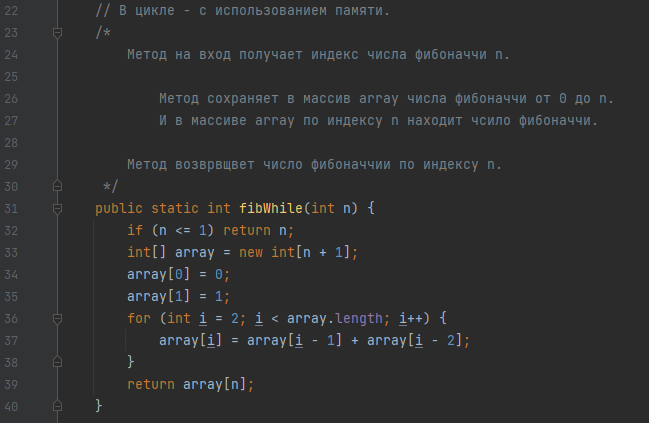 22 // В цикле - с использованием памяти.
23 /*
24 Метод на вход получает индекс числа фибоначчи n.
25
26 Метод сохраняет в массив array числа фибоначчи от 0 до n.
27 И в массиве array по индексу n находит чсило фибоначчи.
28
29 Метод возврвщвет число фибоначчии по индексу n.
30 */
31 public static int fibWhile(int n) {
32 if (n <= 1) return n;
33 int[] array = new int[n + 1];
34 array[0] = 0;
35 array[1] = 1;
36 for (int i = 2; i < array.length; i++) {
37 array[i] = array[i - 1] + array[i - 2];
38 }
39 return array[n];
40 }